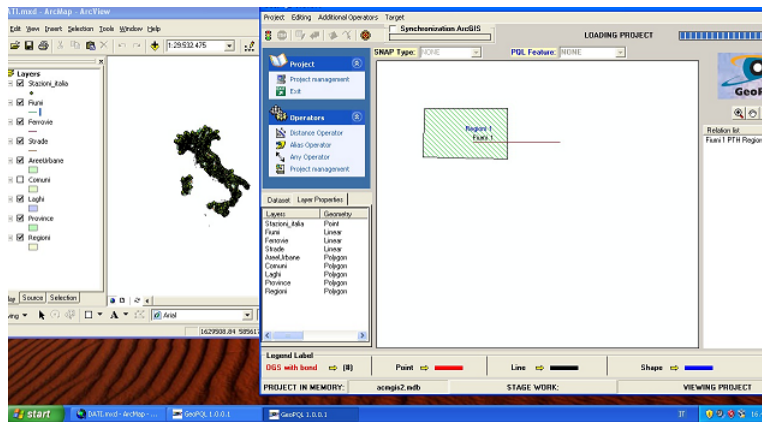 DATI.mxd - ArcMap - ArcView
Edit View Insert Selection Tools Window Help
1:29.532.475
Layers
Stazioni_italia
Fiumi
Ferrovie
Strade
AreeUrbane
Comuni
Laghi
Province
Regioni
Source Selection
Arial
1629508.84
Project Editing Additional Operators Target
Synchronization ArcGIS
LOADING PROJECT
SNAP Type: NONE
PQL Feature: NONE
Project
Project management
Exit
Operators
Distance Operator
Alias Operator
Any Operator
Project management
Dataset Layer Properties
Layers Geometry
Stazioni_italia Point
Fiumi Linear
Ferrovie Linear
Strade Linear
AreeUrbane Polygon
Comuni Polygon
Laghi Polygon
Province Polygon
Regioni Polygon
Regioni 1
Fiumi 1
GeoP
Relation list
Fiumi 1 PTH Region
Legend Label
OGS with bond [B]
Point
Line
Shape
PROJECT IN MEMORY: acmgis2.mdb
STAGE WORK:
VIEWING PROJECT
start
DATI.mxd - ArcMap - ...
GeoPQL 1.0.0.1
GeoPQL 1.0.0.1
IT